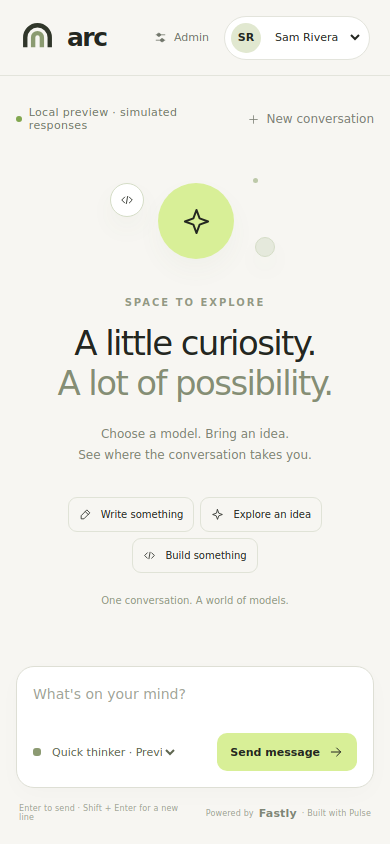 arc
Admin
SR
Sam Rivera
Local preview · simulated
responses
New conversation
SPACE TO EXPLORE
A little curiosity.
A lot of possibility.
Choose a model. Bring an idea.
See where the conversation takes you.
Write something
Explore an idea
Build something
One conversation. A world of models.
What's on your mind?
Quick thinker · Previ
Send message
Enter to send · Shift + Enter for a new
line
Powered by Fastly · Built with Pulse